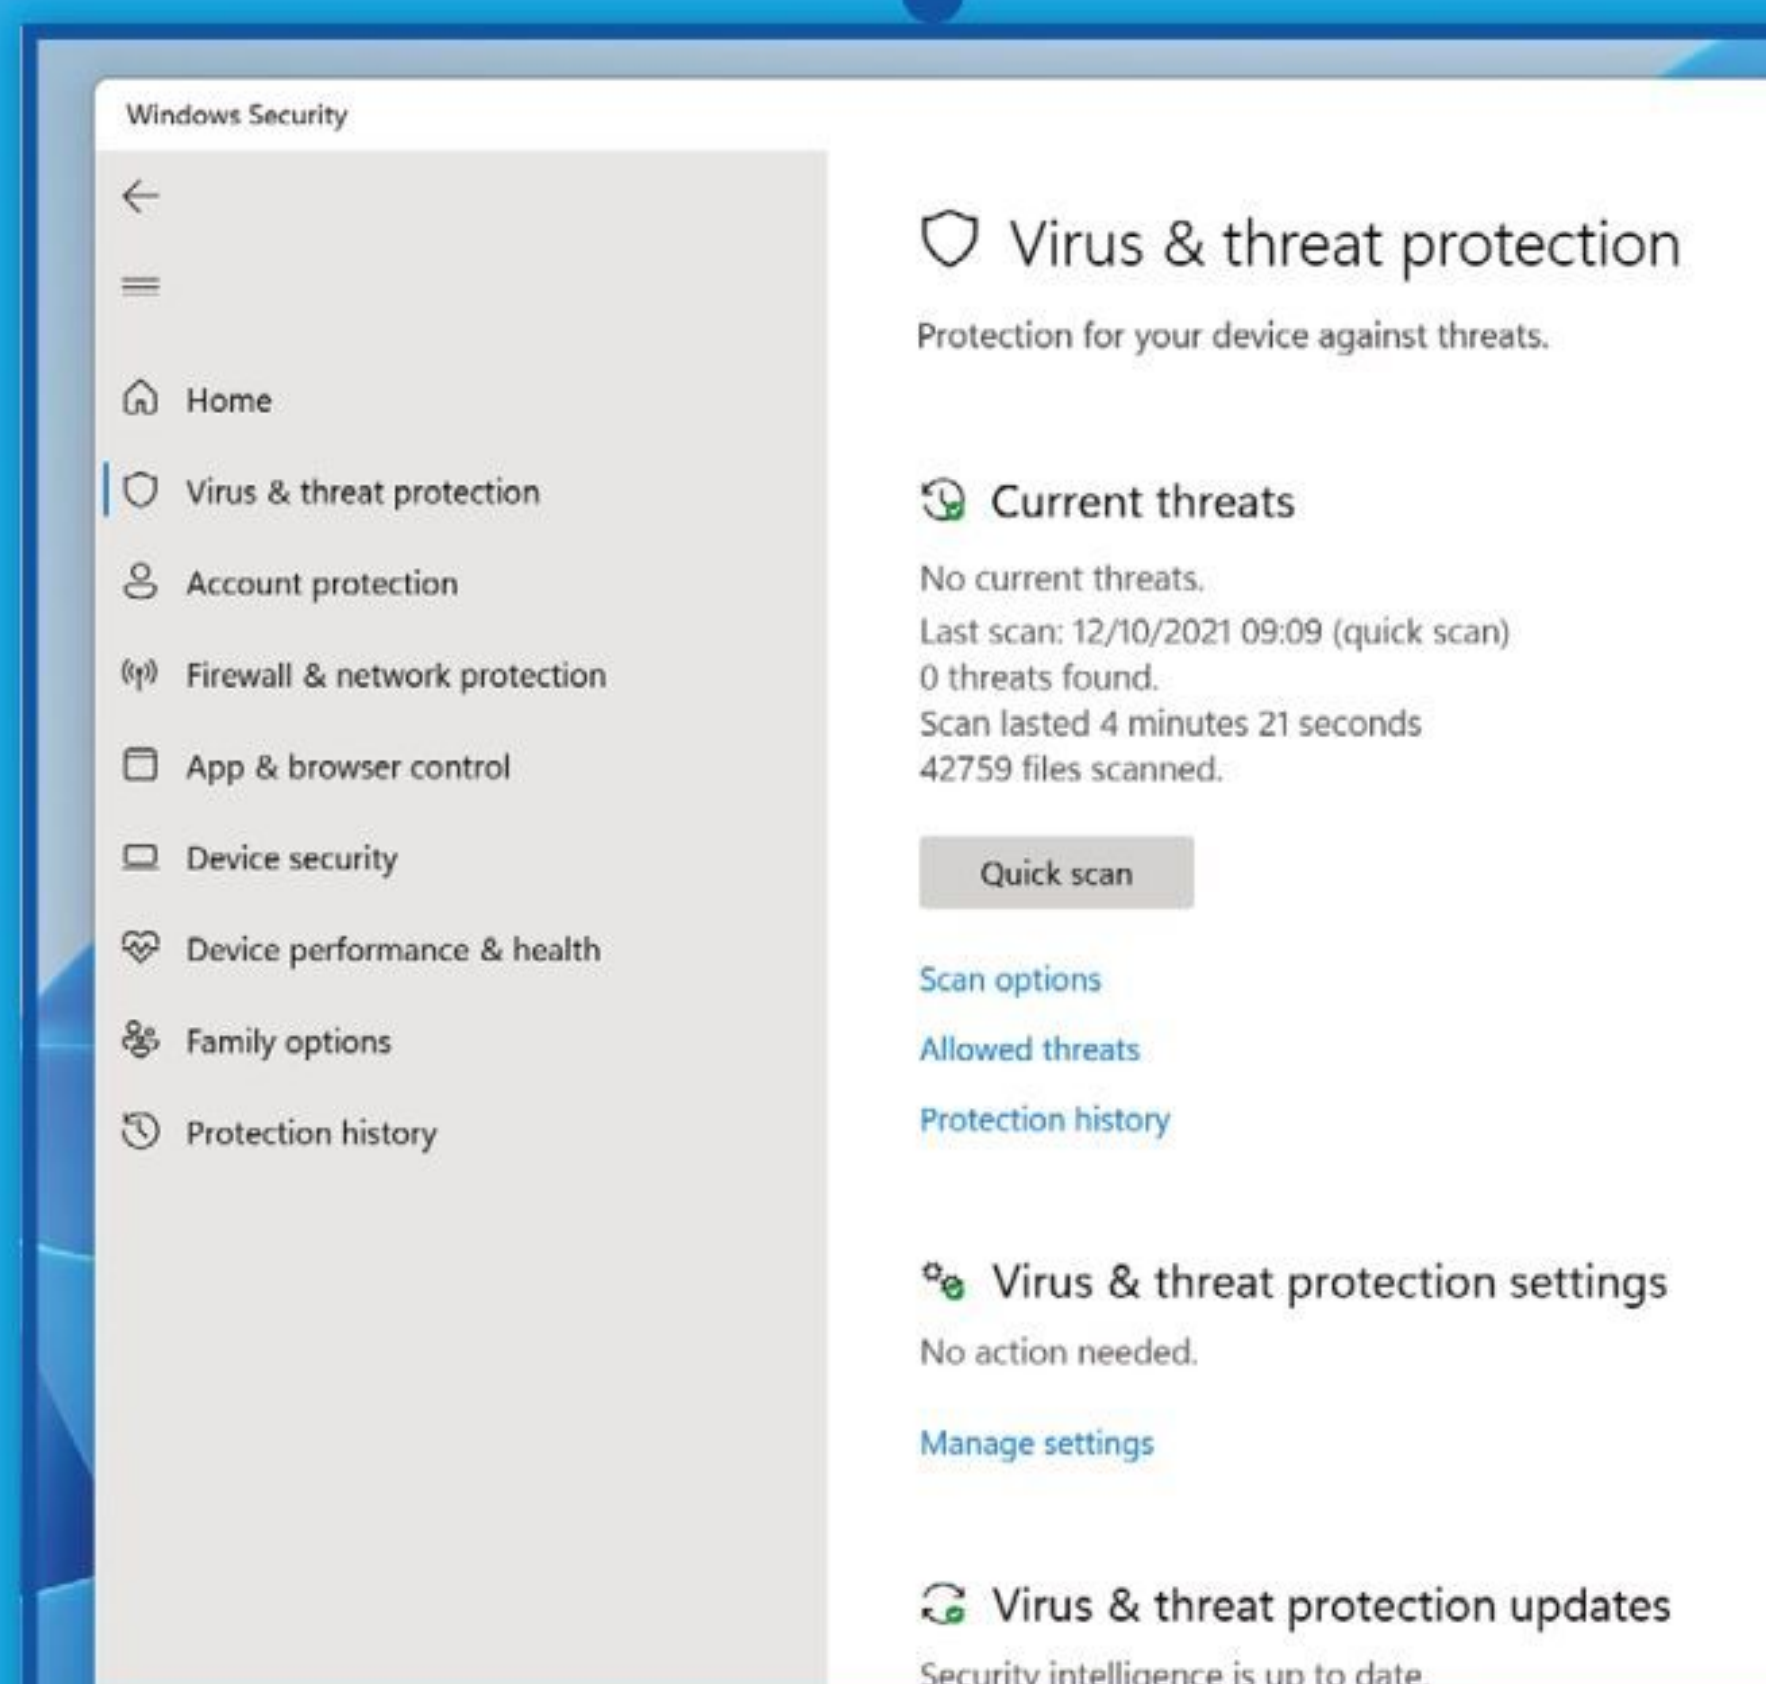 Windows Security
Home
Virus & threat protection
Account protection
Firewall & network protection
App & browser control
Device security
Device performance & health
Family options
Protection history
Virus & threat protection
Protection for your device against threats.
Current threats
No current threats.
Last scan: 12/10/2021 09:09 (quick scan)
0 threats found.
Scan lasted 4 minutes 21 seconds
42759 files scanned.
Quick scan
Scan options
Allowed threats
Protection history
Virus & threat protection settings
No action needed.
Manage settings
Virus & threat protection updates
Security intelligence is up to date.